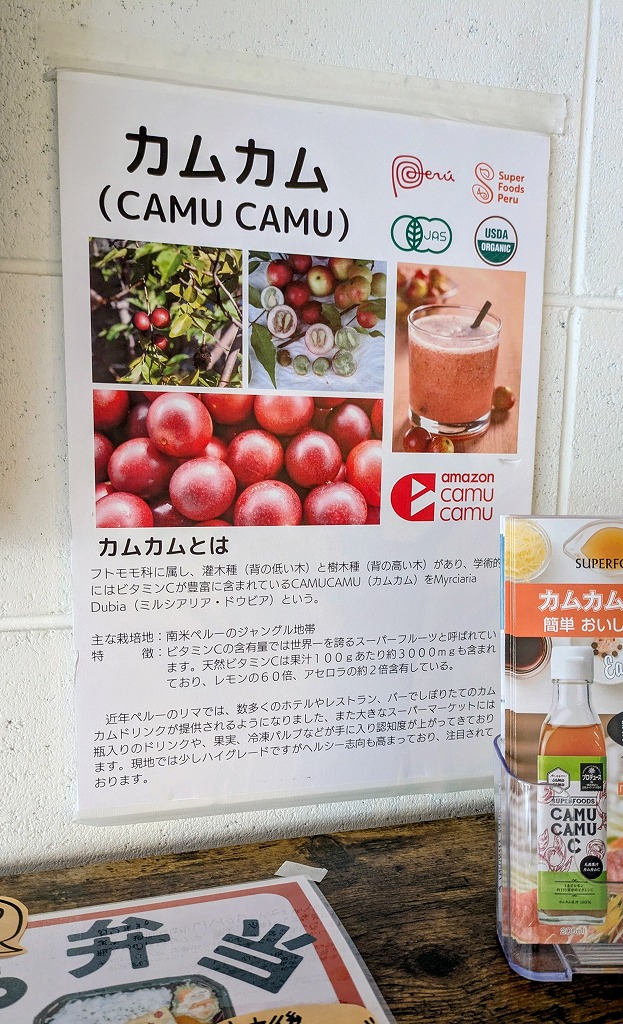 カムカム
(CAMU CAMU)
Perú
Super
Foods
Peru
JAS
USDA
ORGANIC
amazon
camu
camu
カムカムとは
フトモモ科に属し、灌木種（背の低い木）と樹木種（背の高い木）があり、学術的
にはビタミンCが豊富に含まれているCAMUCAMU（カムカム）をMyrciaria
Dubia（ミルシアリア・ドウビア）という。
主な栽培地：南米ペルーのジャングル地帯
特　　　徴：ビタミンCの含有量では世界一を誇るスーパーフルーツと呼ばれてい
ます。天然ビタミンCは果汁１００ｇあたり約３０００ｍｇも含まれ
ており、レモンの６０倍、アセロラの約２倍含有している。
近年ペルーのリマでは、数多くのホテルやレストラン、バーでしぼりたてのカム
カムドリンクが提供されるようになりました、また大きなスーパーマーケットには
瓶入りのドリンクや、果実、冷凍パルプなどが手に入り認知度が上がってきており
ます。現地では少しハイグレードですがヘルシー志向も高まっており、注目されて
おります。
SUPERFO
カムカム
簡単 おいし
Ea
プロデュース
SUPERFOODS
CAMU
CAMU
C
カムカム果汁 100%
弁当